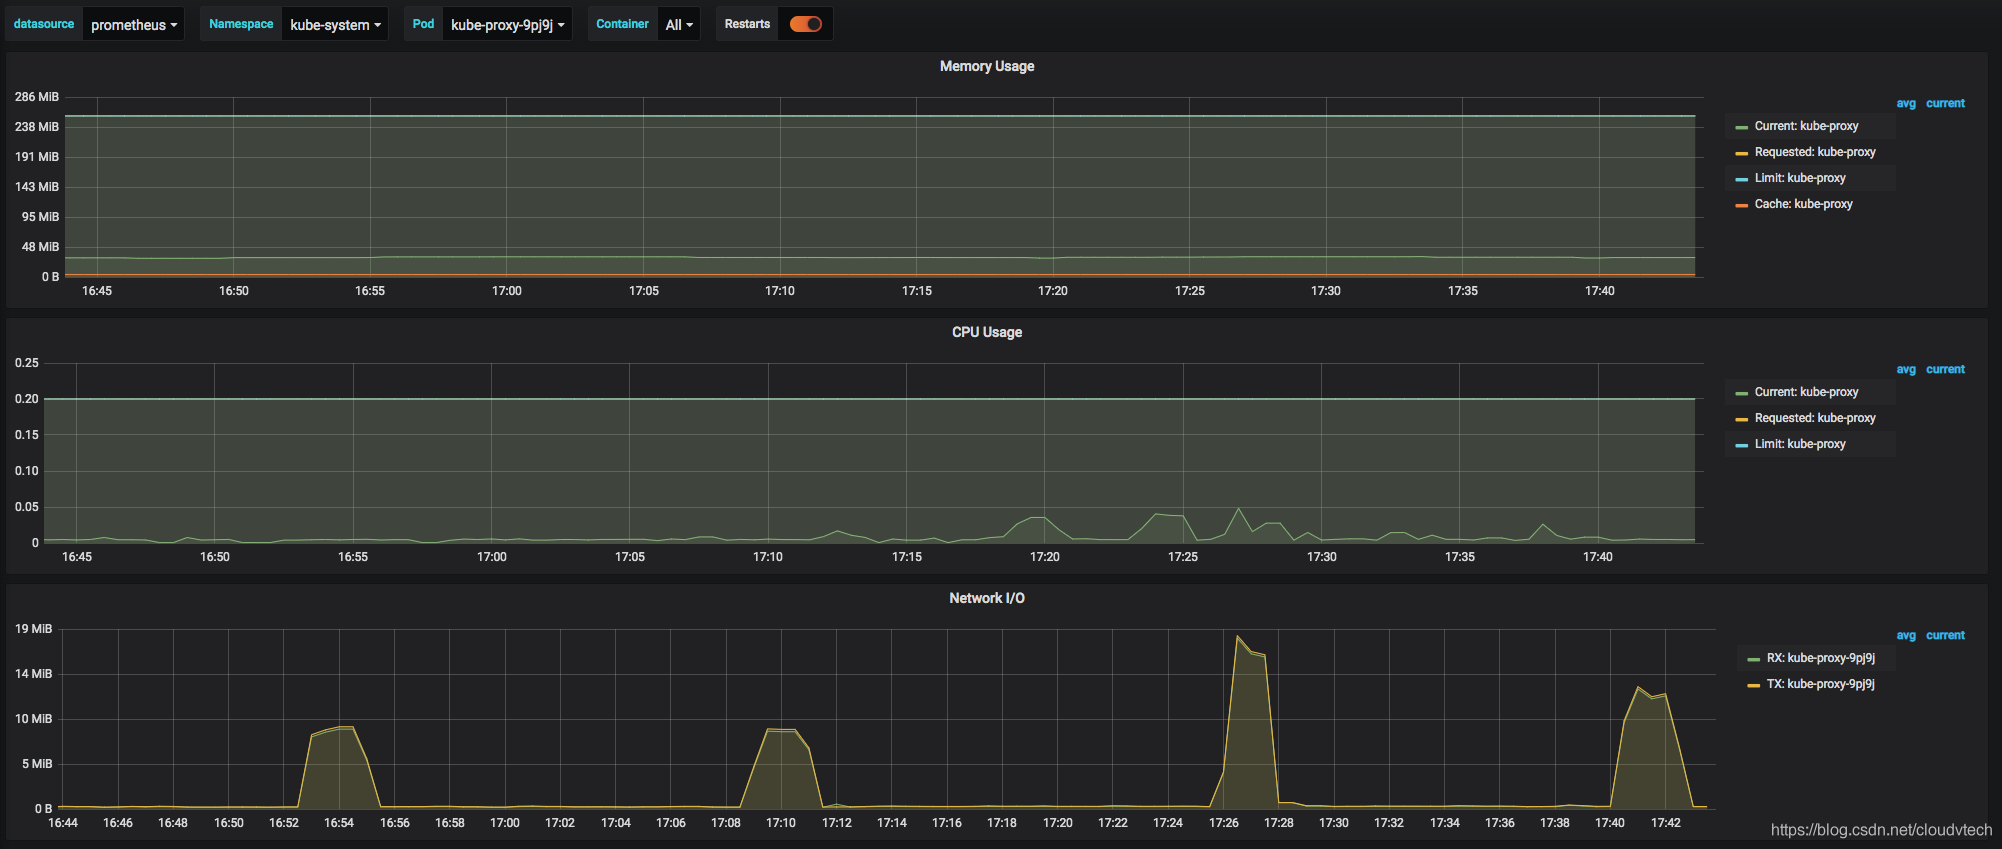 datasource prometheus Namespace kube-system Pod kube-proxy-9pj9j Container All Restarts
Memory Usage
286 MiB
238 MiB
191 MiB
143 MiB
95 MiB
48 MiB
0 B
16:45 16:50 16:55 17:00 17:05 17:10 17:15 17:20 17:25 17:30 17:35 17:40
avg current
Current: kube-proxy
Requested: kube-proxy
Limit: kube-proxy
Cache: kube-proxy
CPU Usage
0.25
0.20
0.15
0.10
0.05
0
16:45 16:50 16:55 17:00 17:05 17:10 17:15 17:20 17:25 17:30 17:35 17:40
avg current
Current: kube-proxy
Requested: kube-proxy
Limit: kube-proxy
Network I/O
19 MiB
14 MiB
10 MiB
5 MiB
0 B
16:44 16:46 16:48 16:50 16:52 16:54 16:56 16:58 17:00 17:02 17:04 17:06 17:08 17:10 17:12 17:14 17:16 17:18 17:20 17:22 17:24 17:26 17:28 17:30 17:32 17:34 17:36 17:38 17:40 17:42
avg current
RX: kube-proxy-9pj9j
TX: kube-proxy-9pj9j
https://blog.csdn.net/cloudvtech